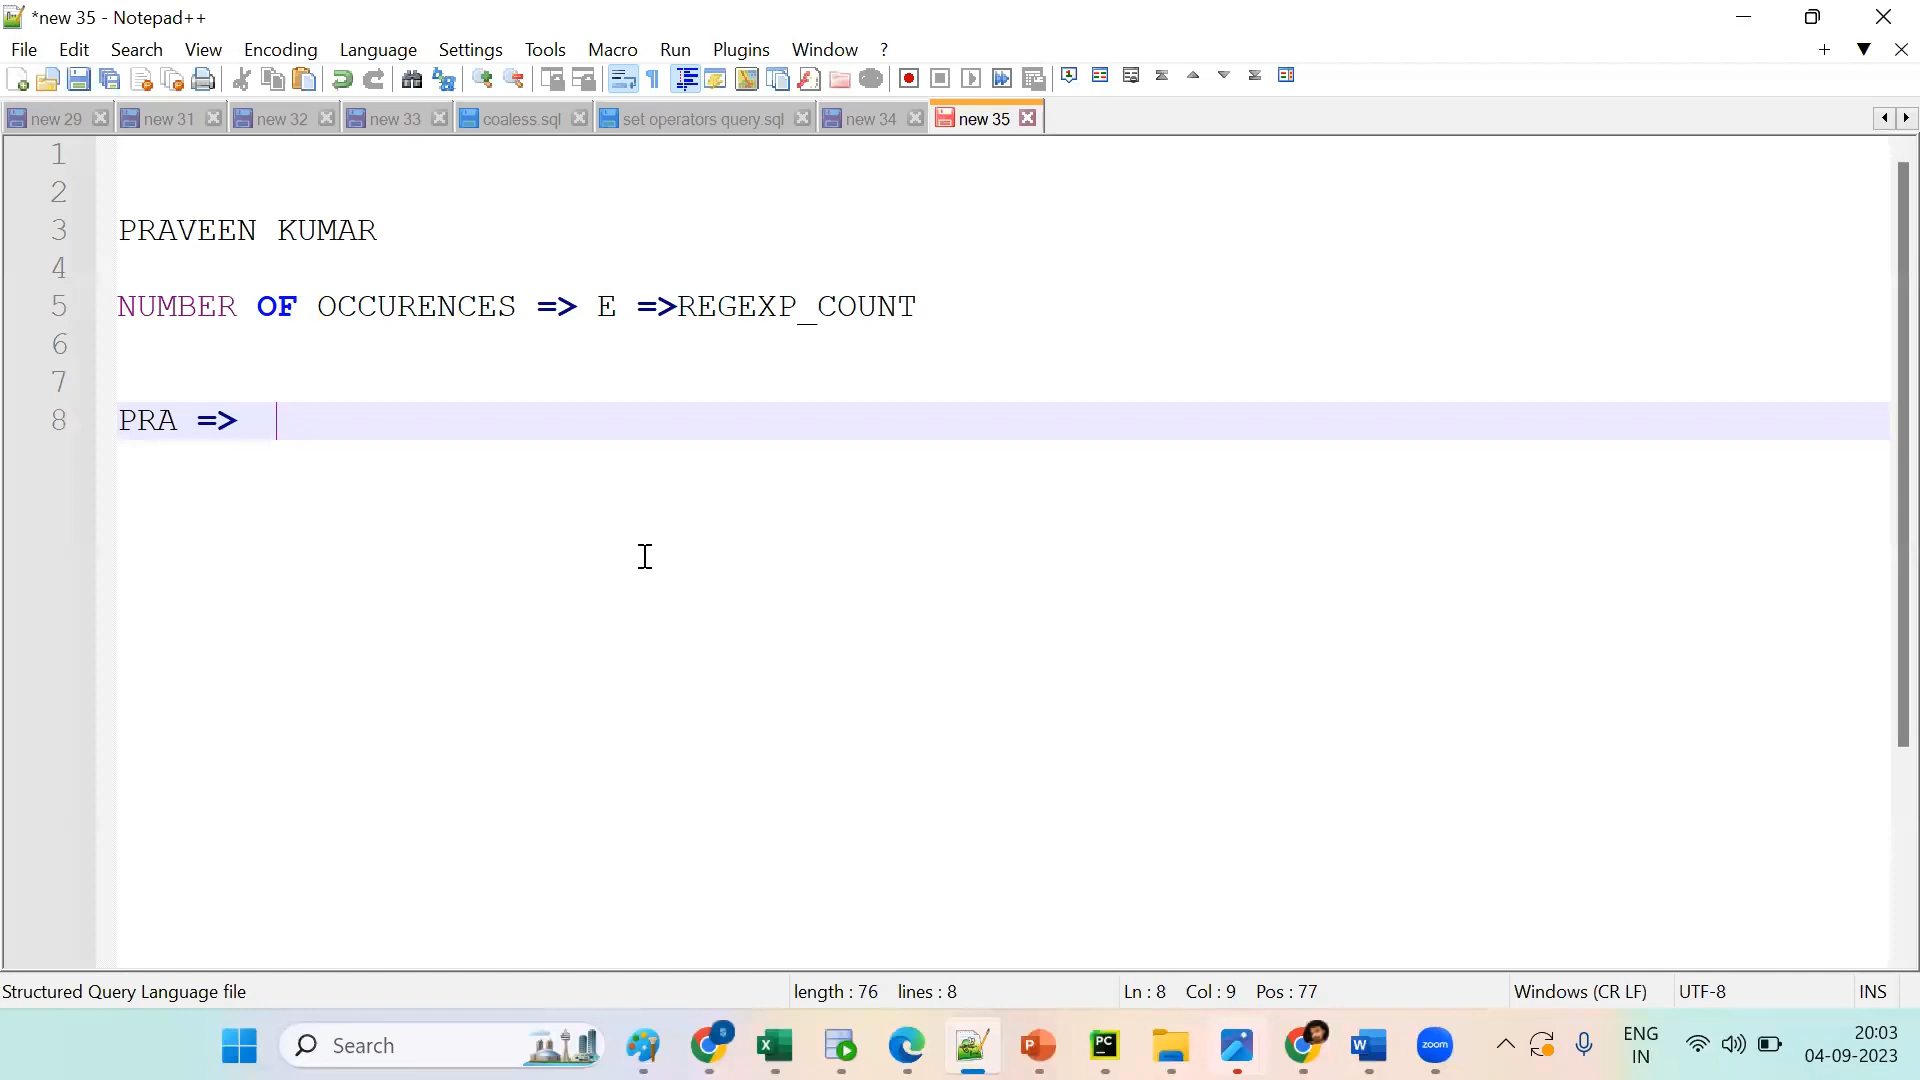 *new 35 - Notepad++
File Edit Search View Encoding Language Settings Tools Macro Run Plugins Window ?
new 29 new 31 new 32 new 33 coaless.sql set operators query.sql new 34 new 35
1
2
3 PRAVEEN KUMAR
4
5 NUMBER OF OCCURENCES => E =>REGEXP_COUNT
6
7
8 PRA =>
Structured Query Language file length : 76 lines : 8 Ln : 8 Col : 9 Pos : 77 Windows (CR LF) UTF-8 INS
Search zoom ENG 20:03
IN 04-09-2023